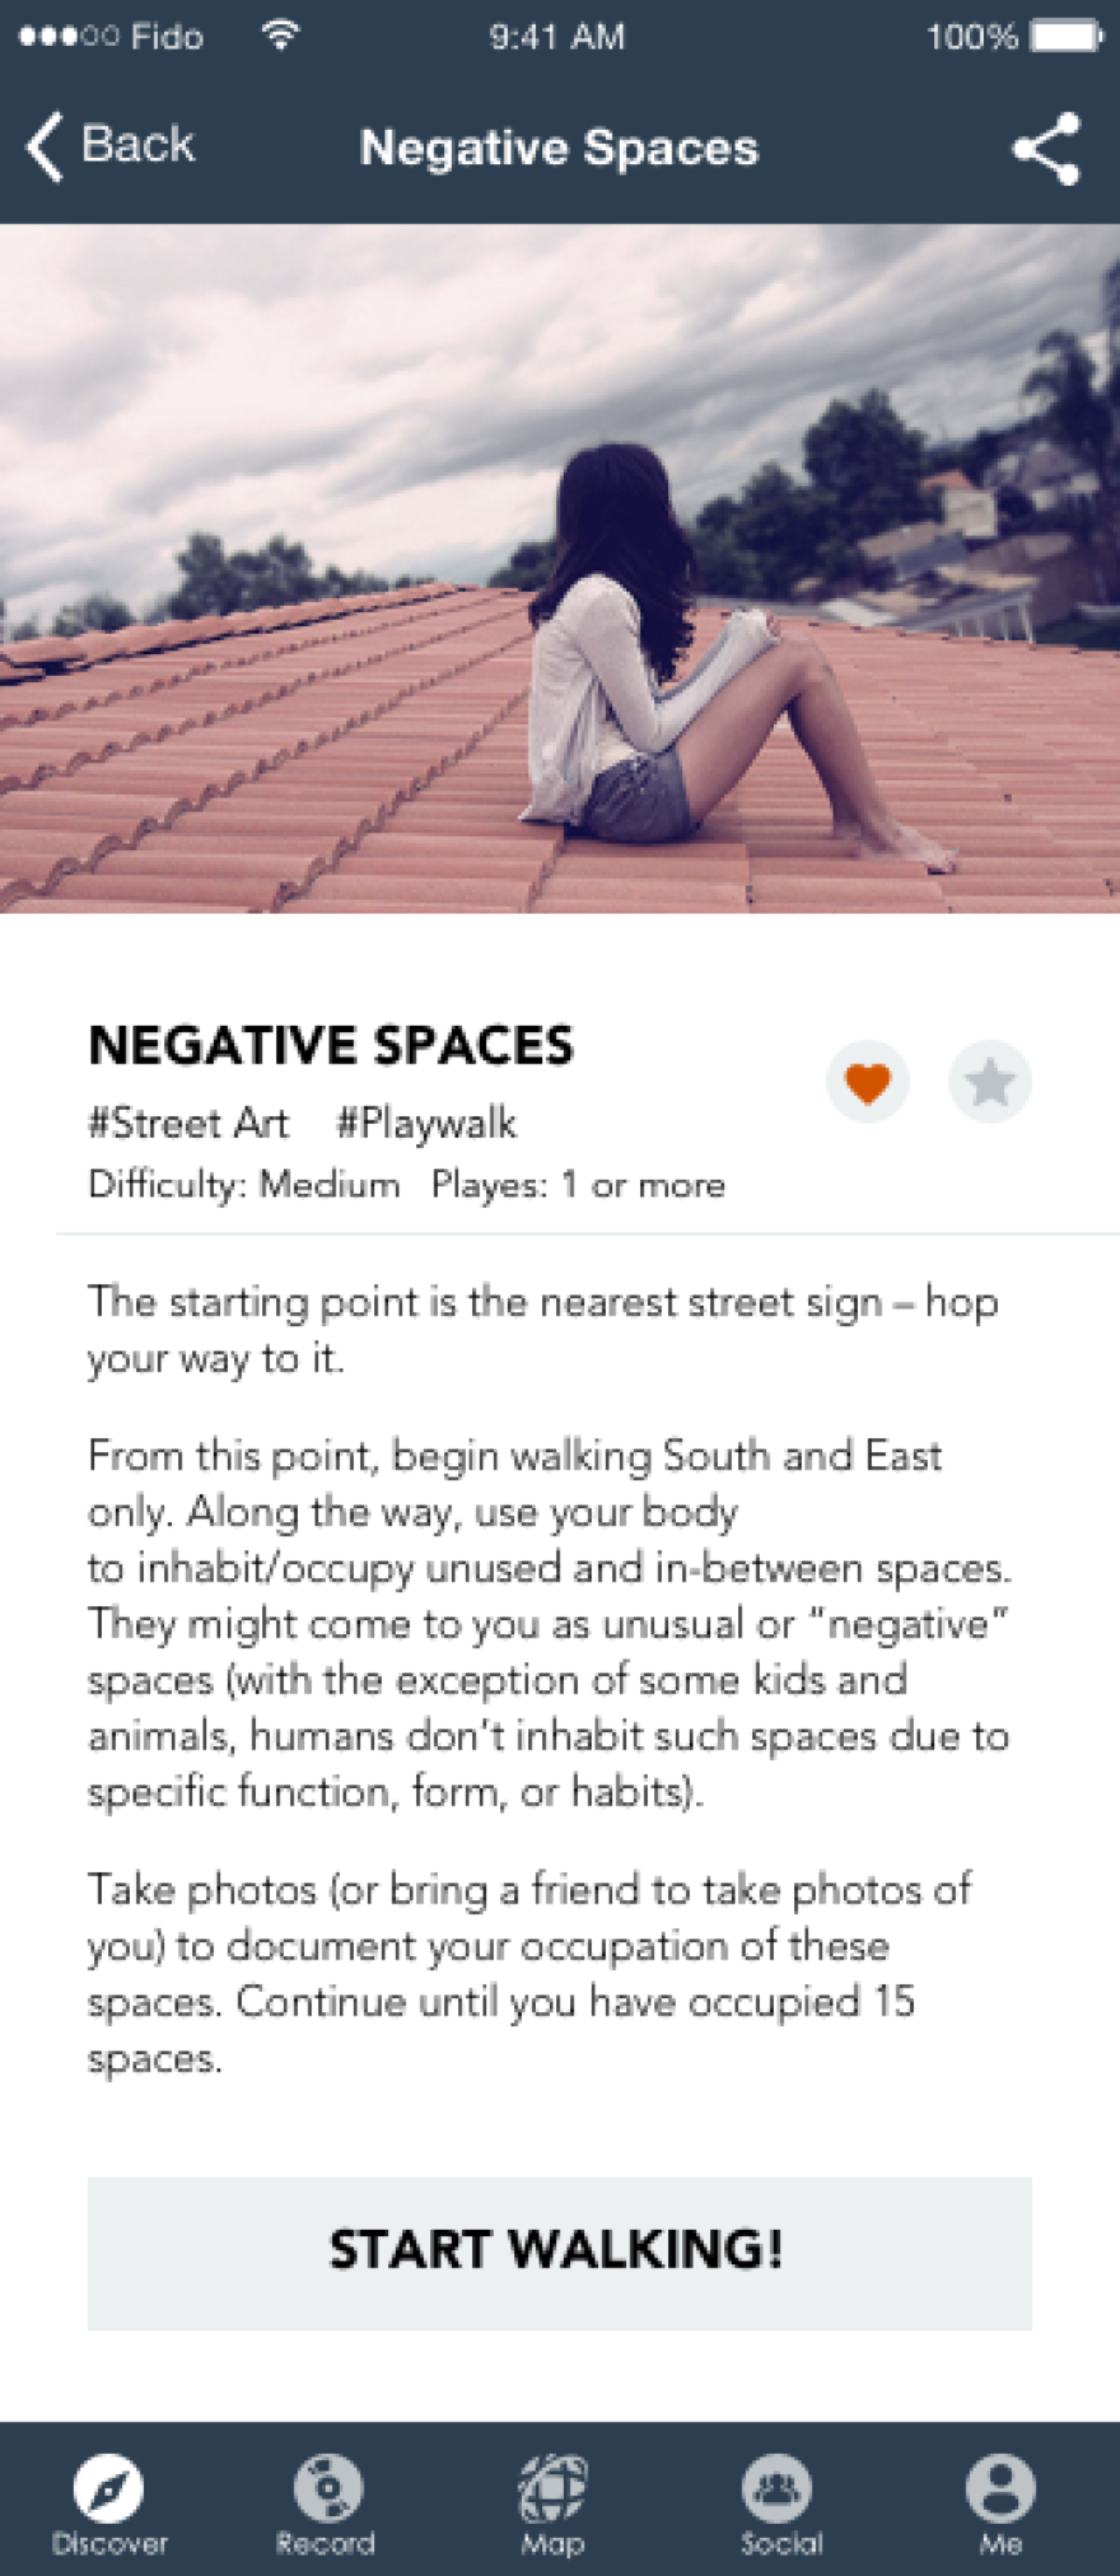 Fido 9:41 AM 100%
Back Negative Spaces
NEGATIVE SPACES
#Street Art #Playwalk
Difficulty: Medium Playes: 1 or more
The starting point is the nearest street sign – hop
your way to it.
From this point, begin walking South and East
only. Along the way, use your body
to inhabit/occupy unused and in-between spaces.
They might come to you as unusual or “negative”
spaces (with the exception of some kids and
animals, humans don’t inhabit such spaces due to
specific function, form, or habits).
Take photos (or bring a friend to take photos of
you) to document your occupation of these
spaces. Continue until you have occupied 15
spaces.
START WALKING!
Discover Record Map Social Me